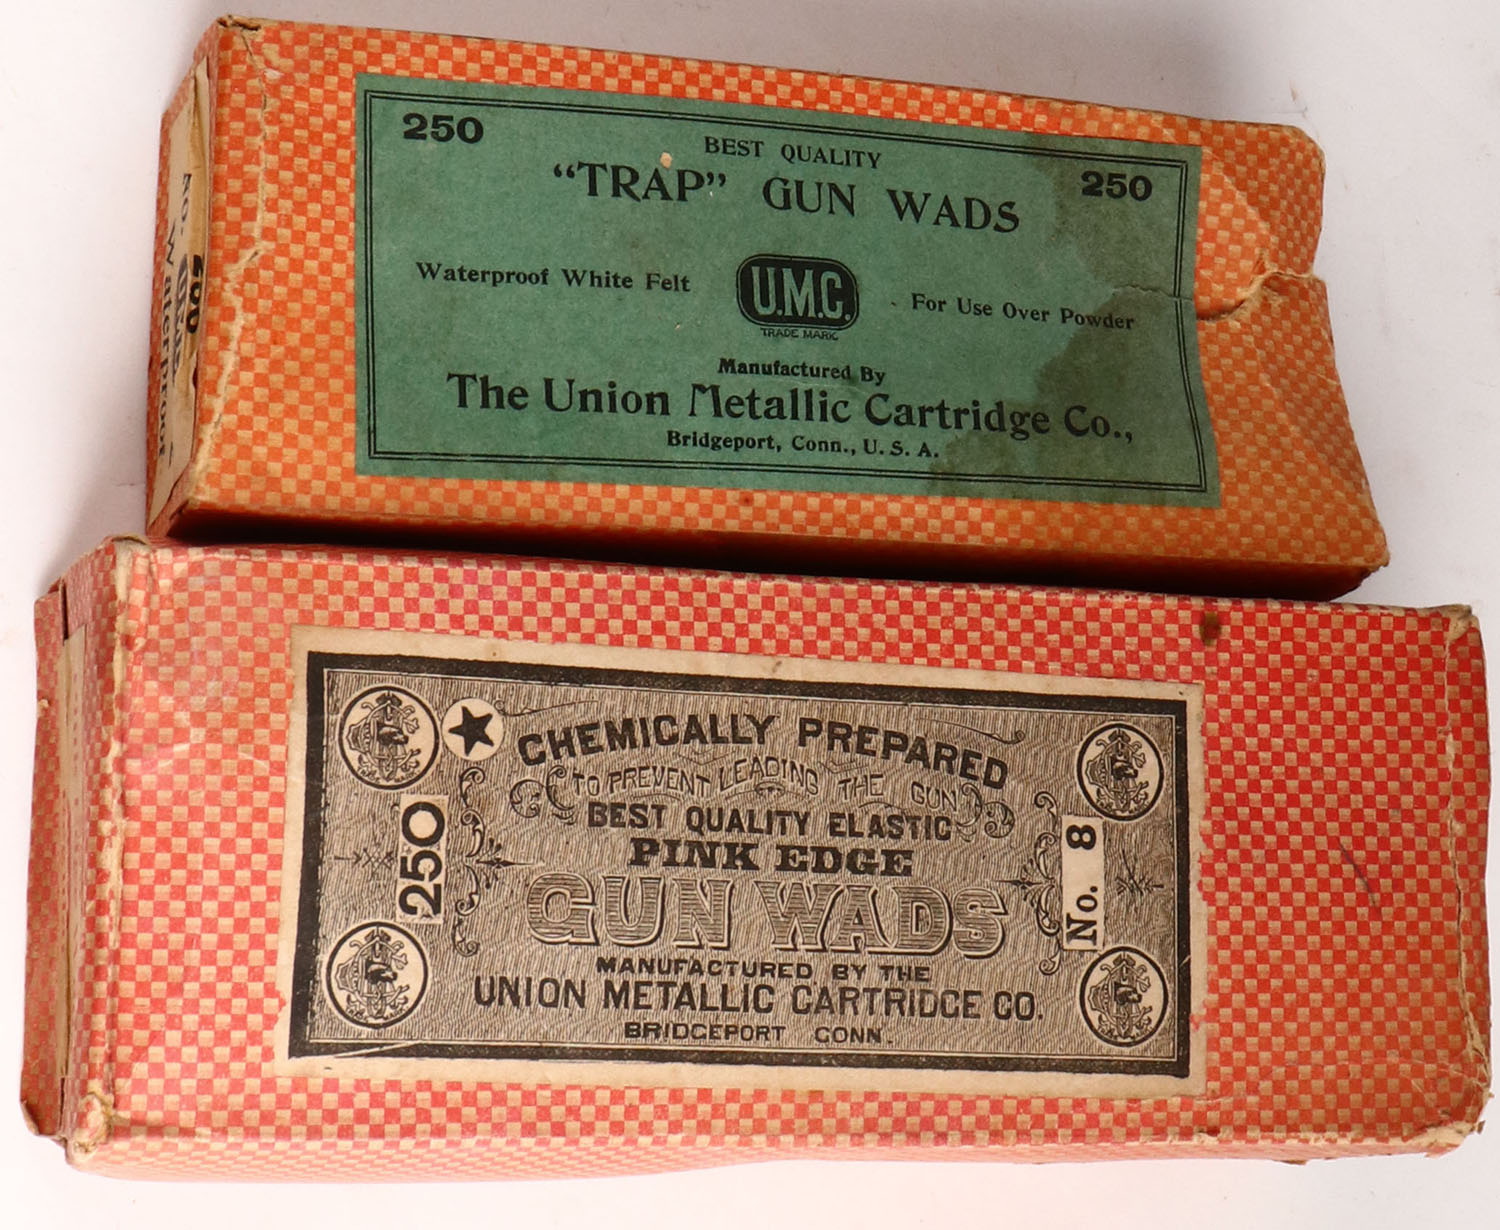 250
BEST QUALITY
250
"TRAP" GUN WADS
Waterproof White Felt
U.M.C.
TRADE MARK
For Use Over Powder
Manufactured By
The Union Metallic Cartridge Co.,
Bridgeport, Conn., U. S. A.
NO.
Waterproof
CHEMICALLY PREPARED
TO PREVENT LEADING THE GUN
BEST QUALITY ELASTIC
PINK EDGE
GUN WADS
250
No. 8
MANUFACTURED BY THE
UNION METALLIC CARTRIDGE CO.
BRIDGEPORT CONN.